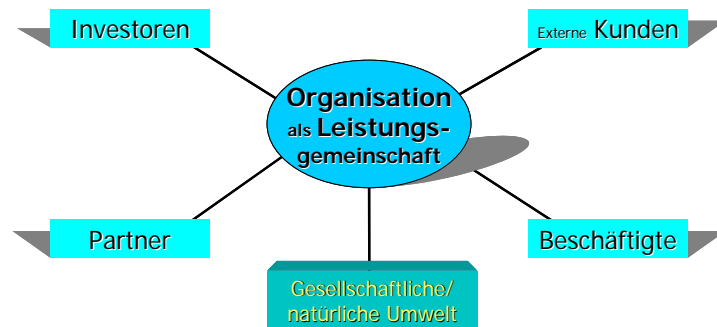 Investoren
Externe Kunden
Organisation
als Leistungs-
gemeinschaft
Partner
Beschäftigte
Gesellschaftliche/
natürliche Umwelt